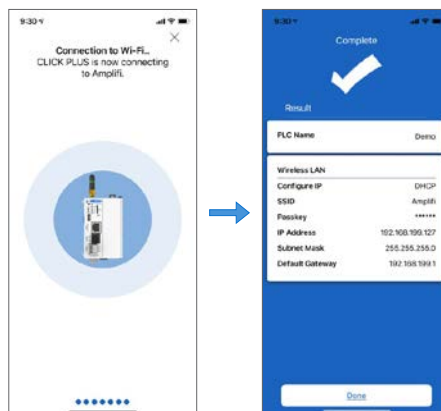 9:30
Connection to Wi-Fi...
CLICK PLUS is now connecting
to Amplifi.
9:30
Complete
Result
PLC Name Demo
Wireless LAN
Configure IP DHCP
SSID Amplifi
Passkey ••••••
IP Address 192.168.199.127
Subnet Mask 255.255.255.0
Default Gateway 192.168.199.1
Done